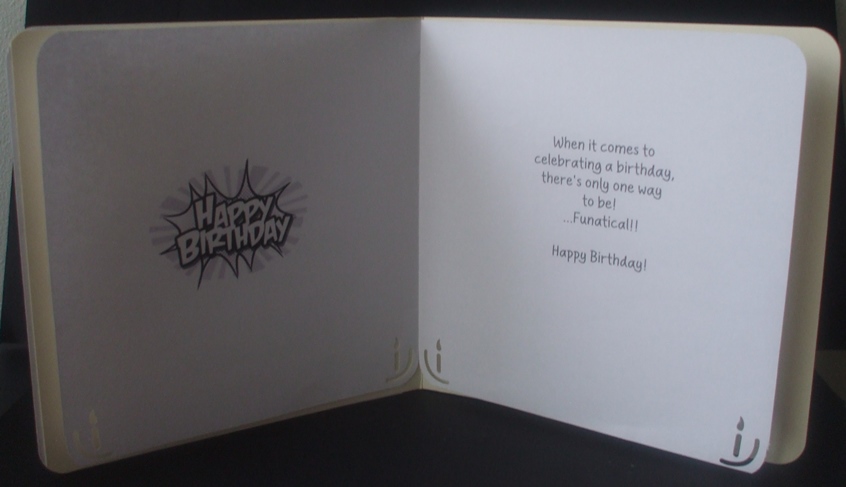 HAPPY
BIRTHDAY
When it comes to
celebrating a birthday,
there's only one way
to be!
...Funatical!!
Happy Birthday!